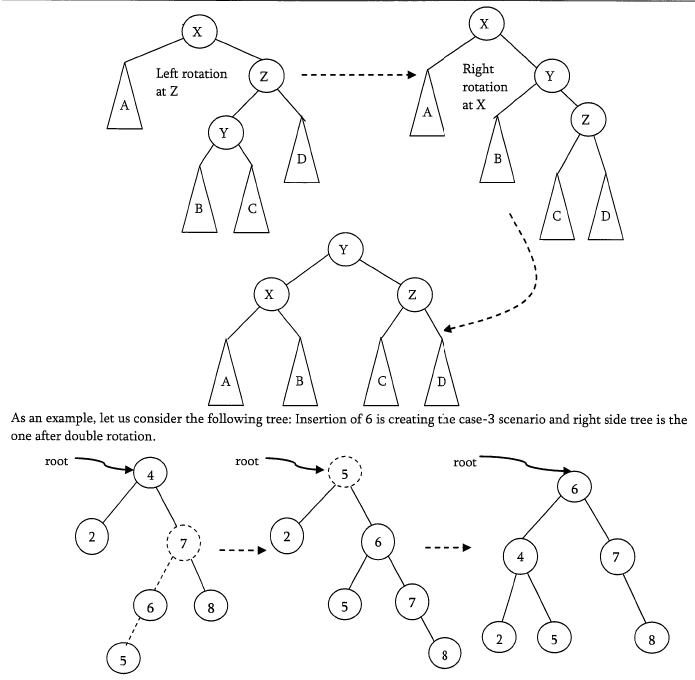 X
X
Left rotation
at Z
Z
Right
rotation
at X
Y
A
A
Y
Z
B
D
B
C
C
D
Y
X
Z
A
B
C
D
As an example, let us consider the following tree: Insertion of 6 is creating the case-3 scenario and right side tree is the
one after double rotation.
root
4
2
7
6
8
5
root
5
2
6
5
7
8
root
6
4
7
2
5
8